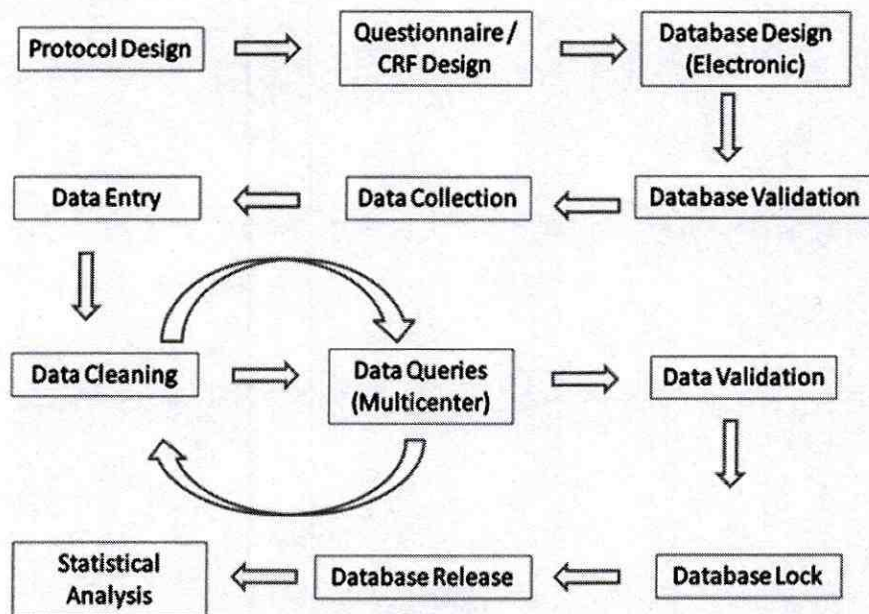 Protocol Design
Questionnaire /
CRF Design
Database Design
(Electronic)
Database Validation
Data Collection
Data Entry
Data Cleaning
Data Queries
(Multicenter)
Data Validation
Database Lock
Database Release
Statistical
Analysis